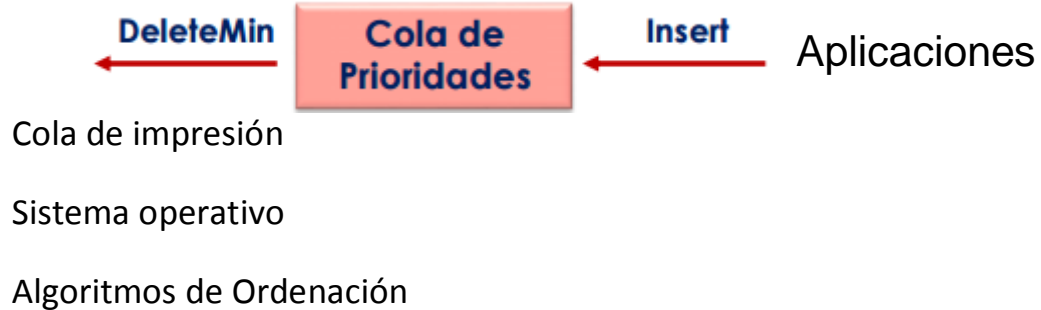 DeleteMin
Cola de
Prioridades
Insert
Aplicaciones
Cola de impresión
Sistema operativo
Algoritmos de Ordenación